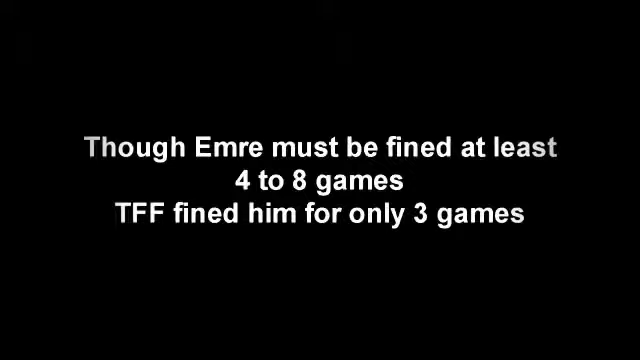 Though Emre must be fined at least
4 to 8 games
TFF fined him for only 3 games